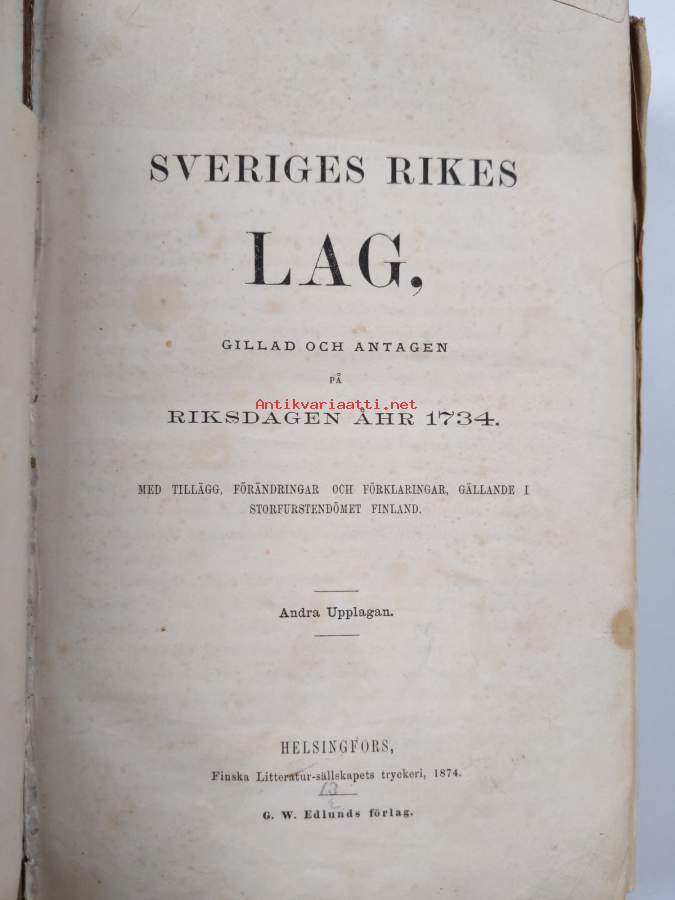 SVERIGES RIKES
LAG,
GILLAD OCH ANTAGEN
PÅ
Antikvariaatti.net
RIKSDAGEN ÅHR 1734.
MED TILLÄGG, FÖRÄNDRINGAR OCH FÖRKLARINGAR, GÄLLANDE I
STORFURSTENDÖMET FINLAND.
Andra Upplagan.
HELSINGFORS,
Finska Litteratur-sällskapets tryckeri, 1874.
G. W. Edlunds förlag.